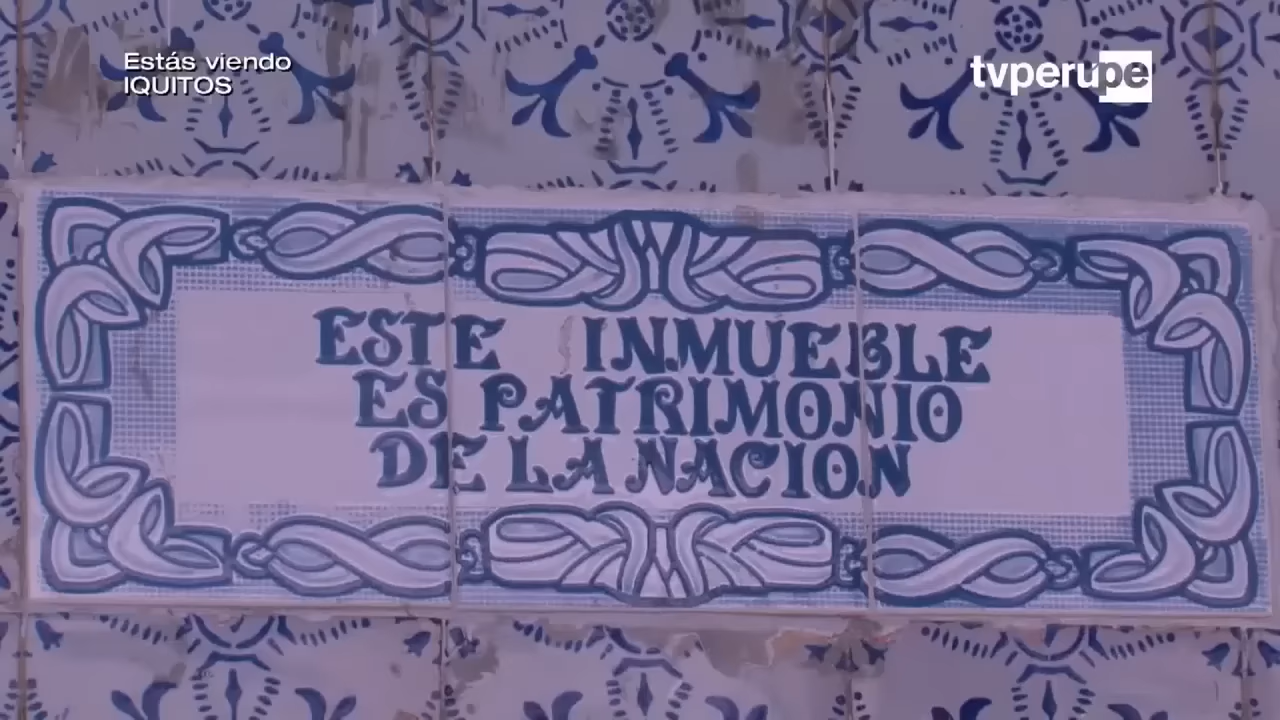 Estás viendo
IQUITOS
tvperupe
ESTE INMUEBLE
ES PATRIMONIO
DE LA NACION